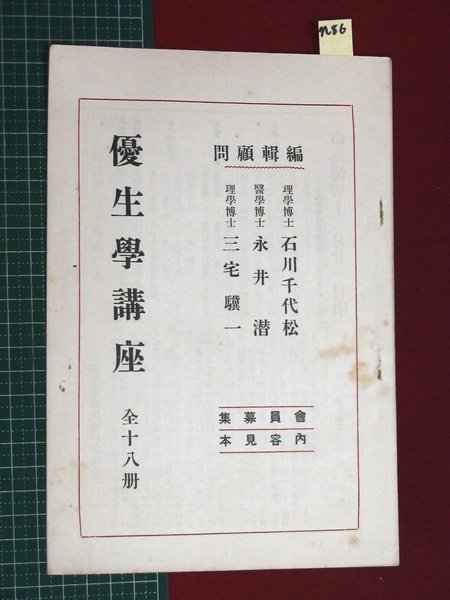 n86
編輯顧問
理學博士 石川千代松
醫學博士 永井潜
理學博士 三宅驥一
會員募集
內容見本
優生學講座 全十八册